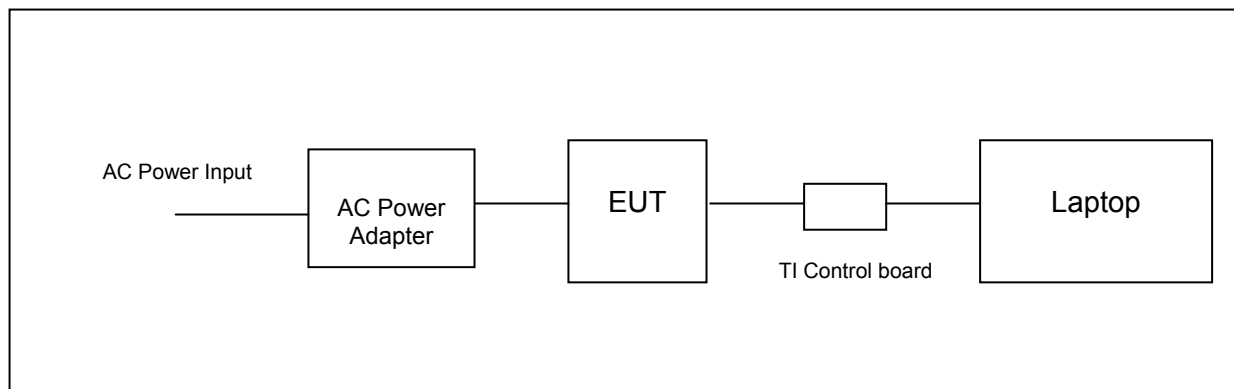 AC Power Input
AC Power
Adapter
EUT
TI Control board
Laptop